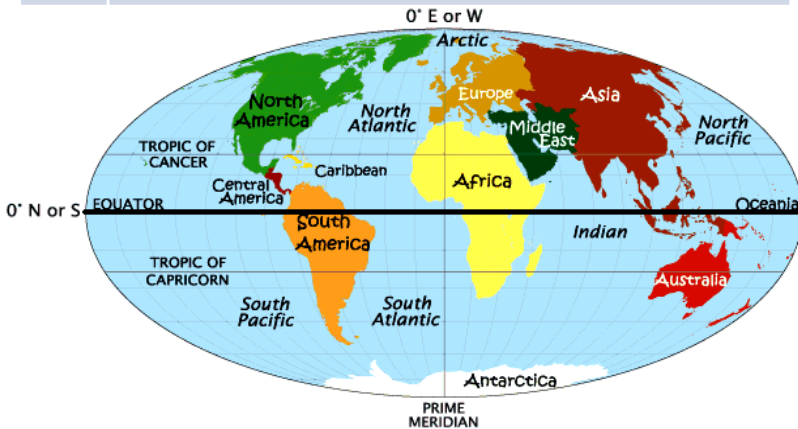 0° E or W
Arctic
North
America
North
Atlantic
Europe
Asia
North
Pacific
Middle
East
TROPIC OF
CANCER
Caribbean
Central
America
Africa
0° N or S
EQUATOR
Oceania
South
America
Indian
TROPIC OF
CAPRICORN
Australia
South
Pacific
South
Atlantic
Antarctica
PRIME
MERIDIAN